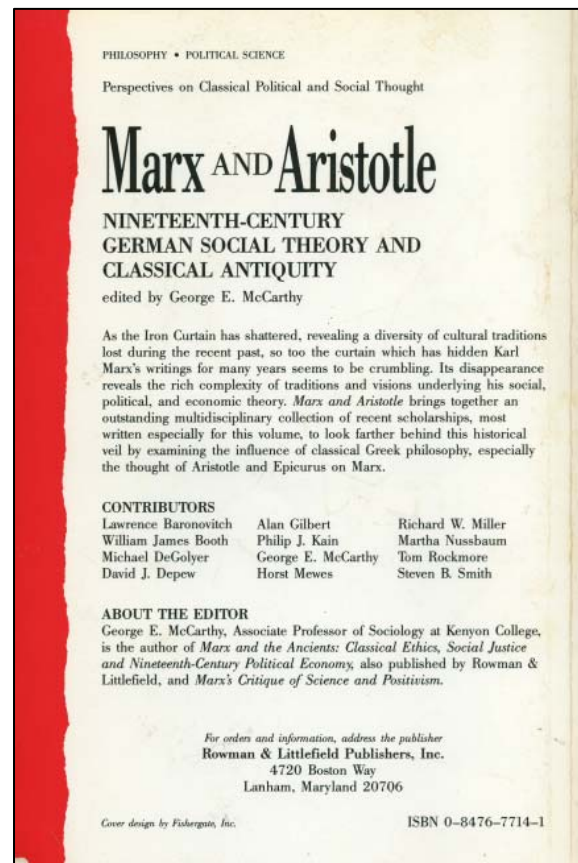 PHILOSOPHY • POLITICAL SCIENCE
Perspectives on Classical Political and Social Thought
Marx AND Aristotle
NINETEENTH-CENTURY
GERMAN SOCIAL THEORY AND
CLASSICAL ANTIQUITY
edited by George E. McCarthy
As the Iron Curtain has shattered, revealing a diversity of cultural traditions
lost during the recent past, so too the curtain which has hidden Karl
Marx's writings for many years seems to be crumbling. Its disappearance
reveals the rich complexity of traditions and visions underlying his social,
political, and economic theory. Marx and Aristotle brings together an
outstanding multidisciplinary collection of recent scholarships, most
written especially for this volume, to look farther behind this historical
veil by examining the influence of classical Greek philosophy, especially
the thought of Aristotle and Epicurus on Marx.
CONTRIBUTORS
Lawrence Baronovitch Alan Gilbert Richard W. Miller
William James Booth Philip J. Kain Martha Nussbaum
Michael DeGolyer George E. McCarthy Tom Rockmore
David J. Depew Horst Mewes Steven B. Smith
ABOUT THE EDITOR
George E. McCarthy, Associate Professor of Sociology at Kenyon College,
is the author of Marx and the Ancients: Classical Ethics, Social Justice
and Nineteenth-Century Political Economy, also published by Rowman &
Littlefield, and Marx's Critique of Science and Positivism.
For orders and information, address the publisher
Rowman & Littlefield Publishers, Inc.
4720 Boston Way
Lanham, Maryland 20706
Cover design by Fishergate, Inc. ISBN 0-8476-7714-1